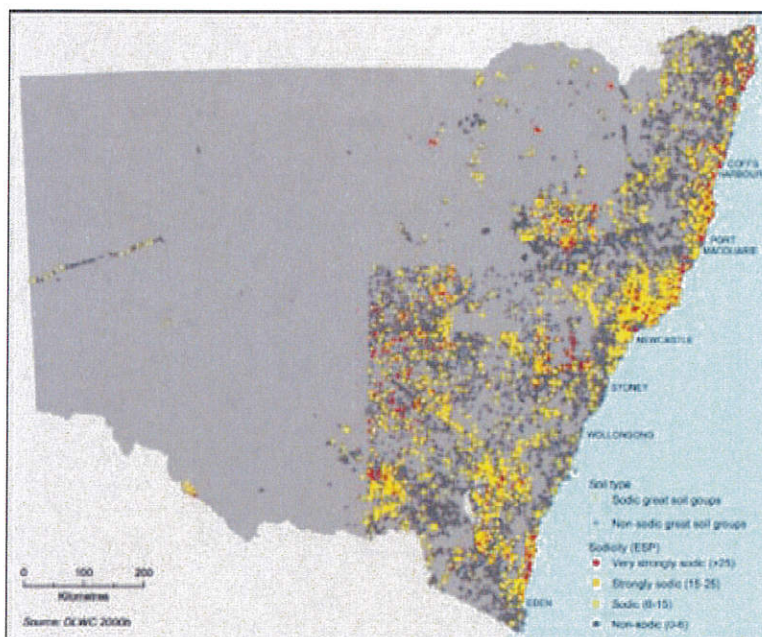 COFFS
HARBOUR
PORT
MACQUARIE
NEWCASTLE
SYDNEY
WOLLONGONG
EDEN
Soil type
Sodic great soil goups
Non-sodic great soil groups
Sodicity (ESP)
Very strongly sodic (>25)
Strongly sodic (15-25)
Sodic (6-15)
Non-sodic (0-6)
0 100 200
Kilometres
Source: DLWC 2000b